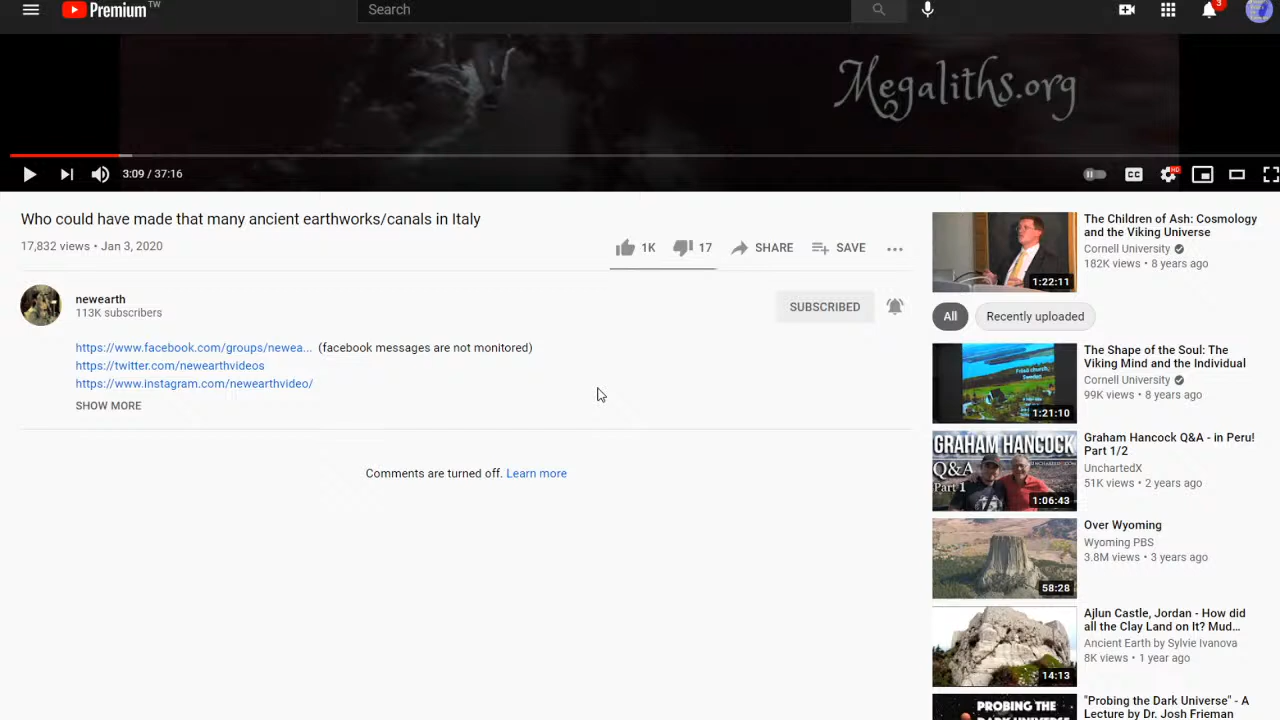 Premium TW
Search
3
Megaliths.org
3:09 / 37:16
CC
HD
Who could have made that many ancient earthworks/canals in Italy
17,832 views • Jan 3, 2020
1K
17
SHARE
SAVE
newearth
113K subscribers
SUBSCRIBED
https://www.facebook.com/groups/newea... (facebook messages are not monitored)
https://twitter.com/newearthvideos
https://www.instagram.com/newearthvideo/
SHOW MORE
Comments are turned off. Learn more
1:22:11
The Children of Ash: Cosmology
and the Viking Universe
Cornell University
182K views • 8 years ago
All
Recently uploaded
1:21:10
The Shape of the Soul: The
Viking Mind and the Individual
Cornell University
99K views • 8 years ago
GRAHAM HANCOCK
Q&A
Part 1
1:06:43
Graham Hancock Q&A - in Peru!
Part 1/2
UnchartedX
51K views • 2 years ago
58:28
Over Wyoming
Wyoming PBS
3.8M views • 3 years ago
14:13
Ajlun Castle, Jordan - How did
all the Clay Land on It? Mud...
Ancient Earth by Sylvie Ivanova
8K views • 1 year ago
PROBING THE
DARK UNIVERSE
"Probing the Dark Universe" - A
Lecture by Dr. Josh Frieman